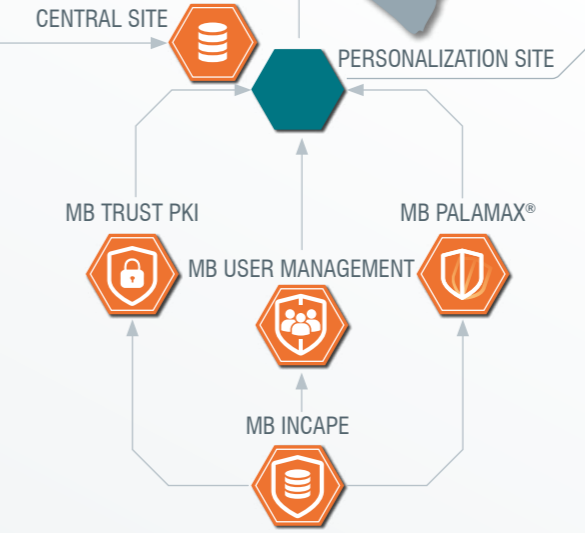 CENTRAL SITE
PERSONALIZATION SITE
MB TRUST PKI
MB PALAMAX®
MB USER MANAGEMENT
MB INCAPE